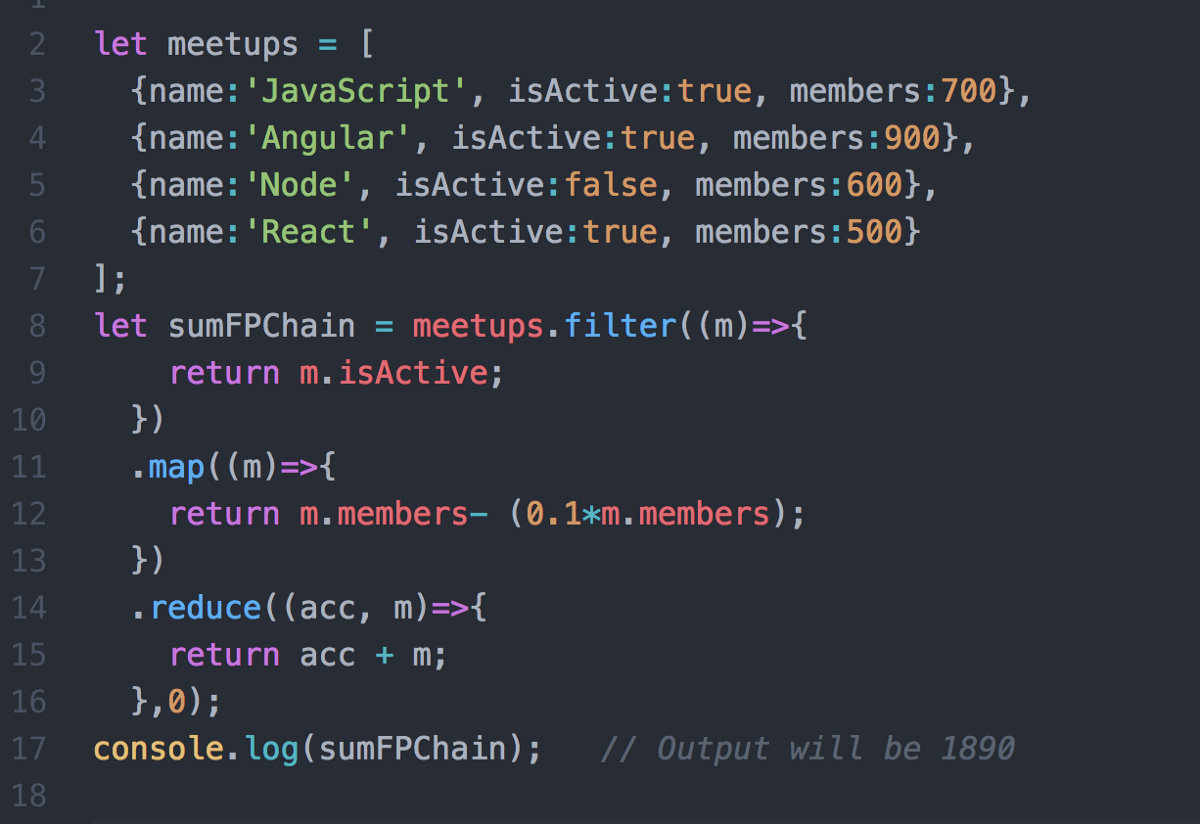 1
2 let meetups = [
3 {name:'JavaScript', isActive:true, members:700},
4 {name:'Angular', isActive:true, members:900},
5 {name:'Node', isActive:false, members:600},
6 {name:'React', isActive:true, members:500}
7 ];
8 let sumFPChain = meetups.filter((m)=>{
9 return m.isActive;
10 })
11 .map((m)=>{
12 return m.members- (0.1*m.members);
13 })
14 .reduce((acc, m)=>{
15 return acc + m;
16 },0);
17 console.log(sumFPChain); // Output will be 1890
18